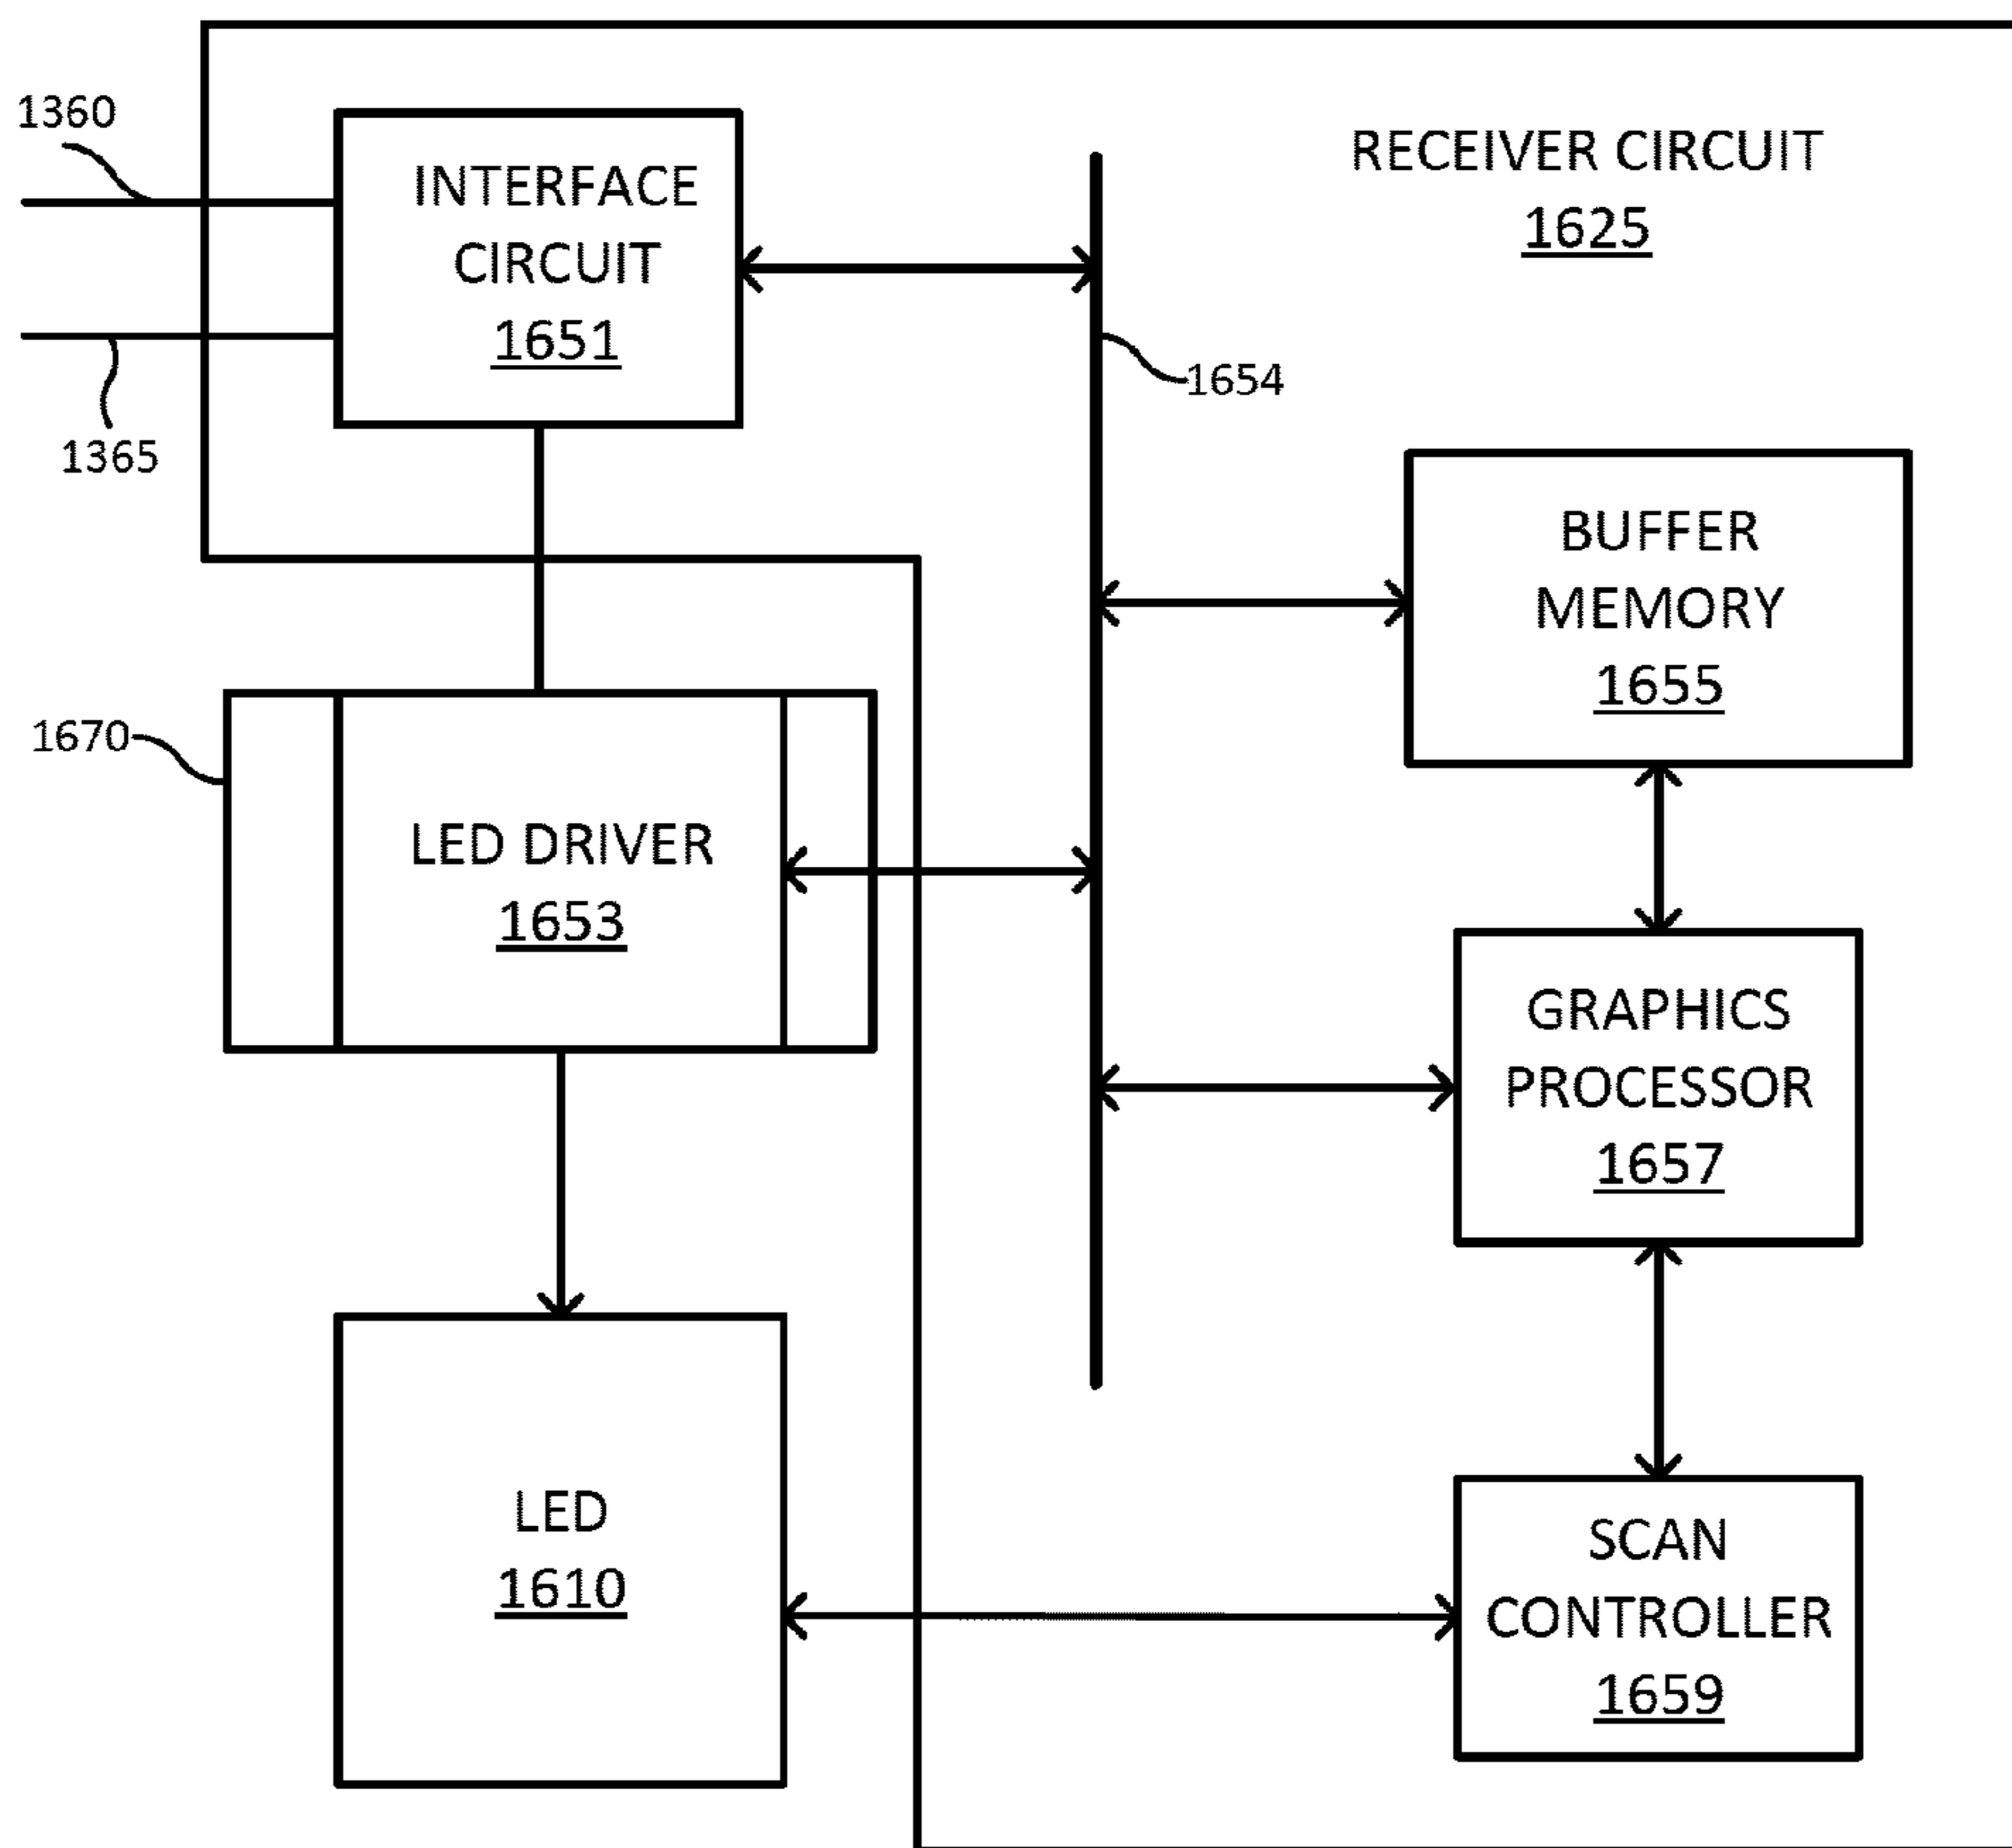 1360
INTERFACE
CIRCUIT
1651
RECEIVER CIRCUIT
1625
1365
1654
BUFFER
MEMORY
1655
1670
LED DRIVER
1653
GRAPHICS
PROCESSOR
1657
LED
1610
SCAN
CONTROLLER
1659